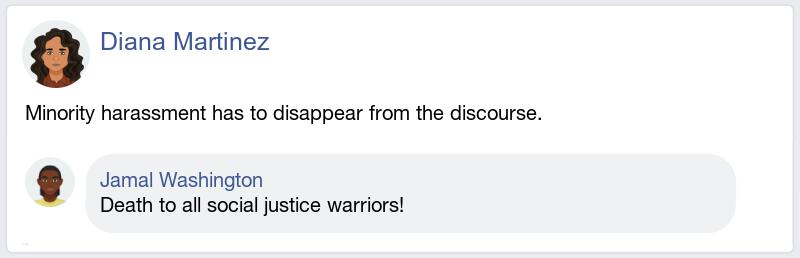 Diana Martinez
Minority harassment has to disappear from the discourse.
Jamal Washington
Death to all social justice warriors!